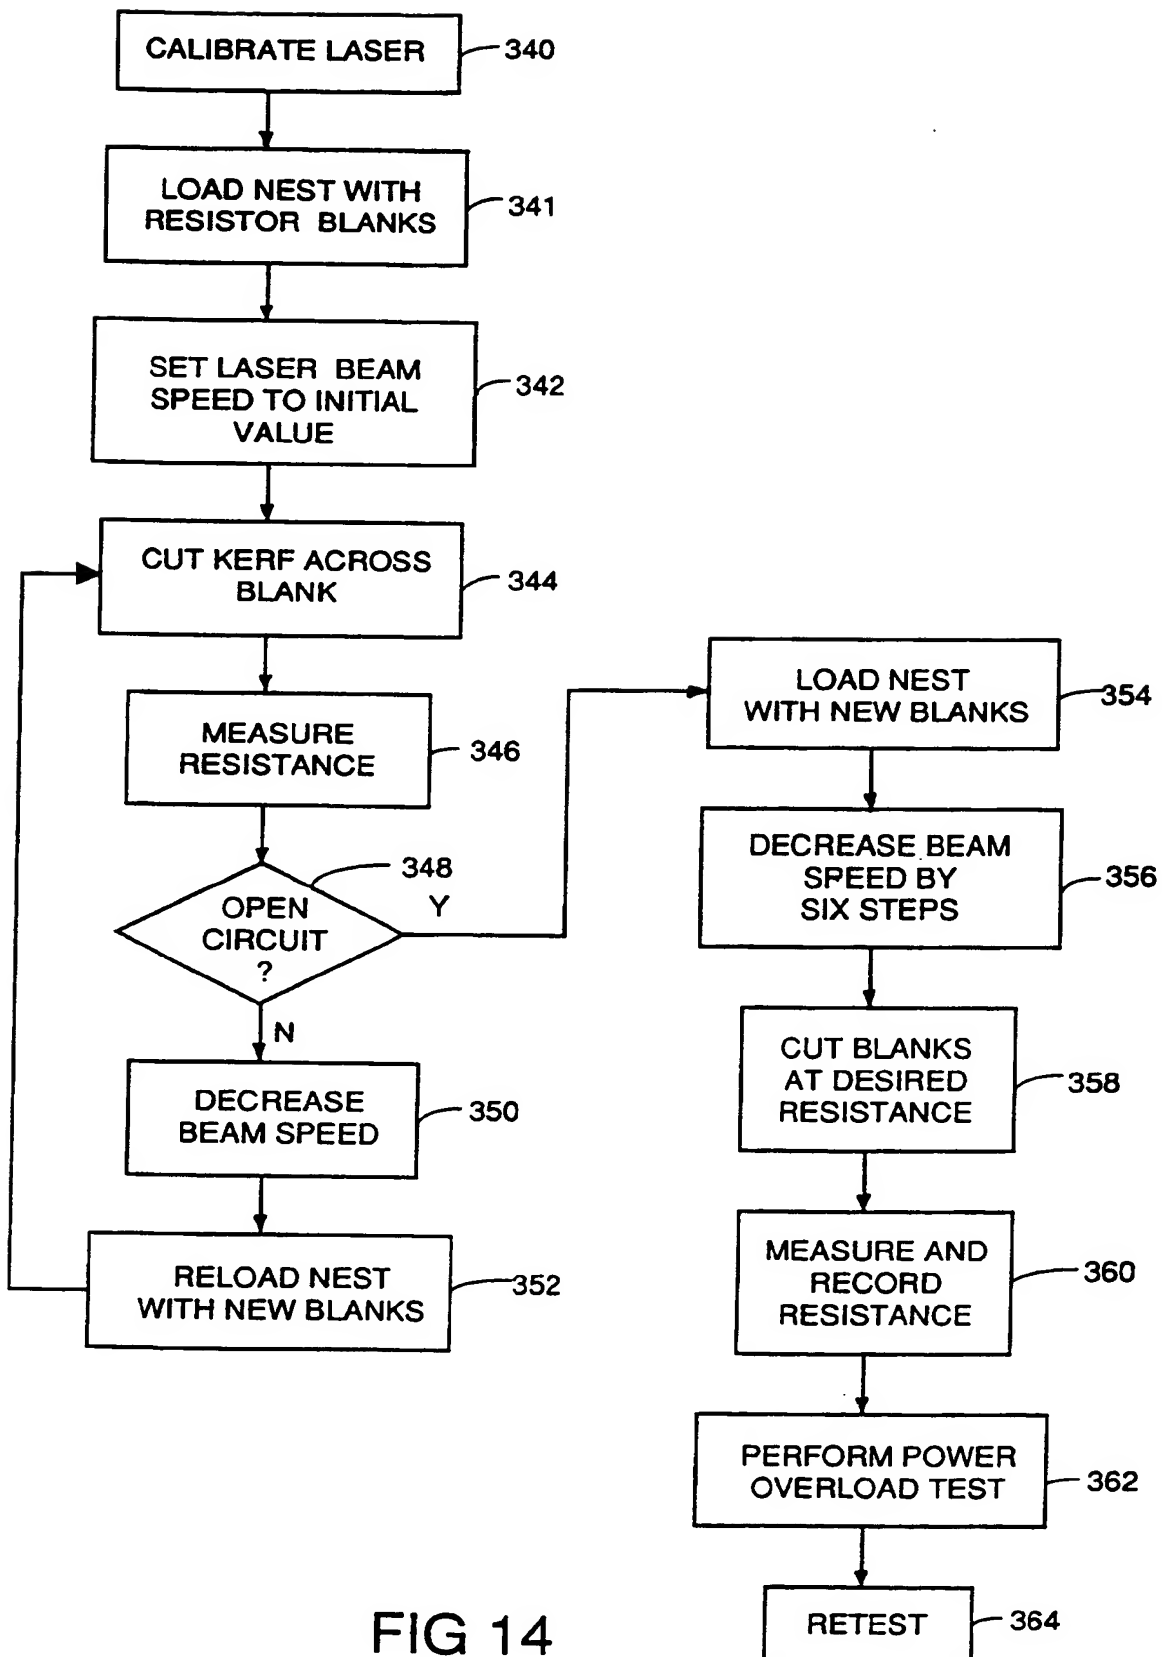 CALIBRATE LASER
340
LOAD NEST WITH
RESISTOR BLANKS
341
SET LASER BEAM
SPEED TO INITIAL
VALUE
342
CUT KERF ACROSS
BLANK
344
MEASURE
RESISTANCE
346
348
OPEN
CIRCUIT
?
Y
N
DECREASE
BEAM SPEED
350
RELOAD NEST
WITH NEW BLANKS
352
LOAD NEST
WITH NEW BLANKS
354
DECREASE BEAM
SPEED BY
SIX STEPS
356
CUT BLANKS
AT DESIRED
RESISTANCE
358
MEASURE AND
RECORD
RESISTANCE
360
PERFORM POWER
OVERLOAD TEST
362
RETEST
364
FIG 14